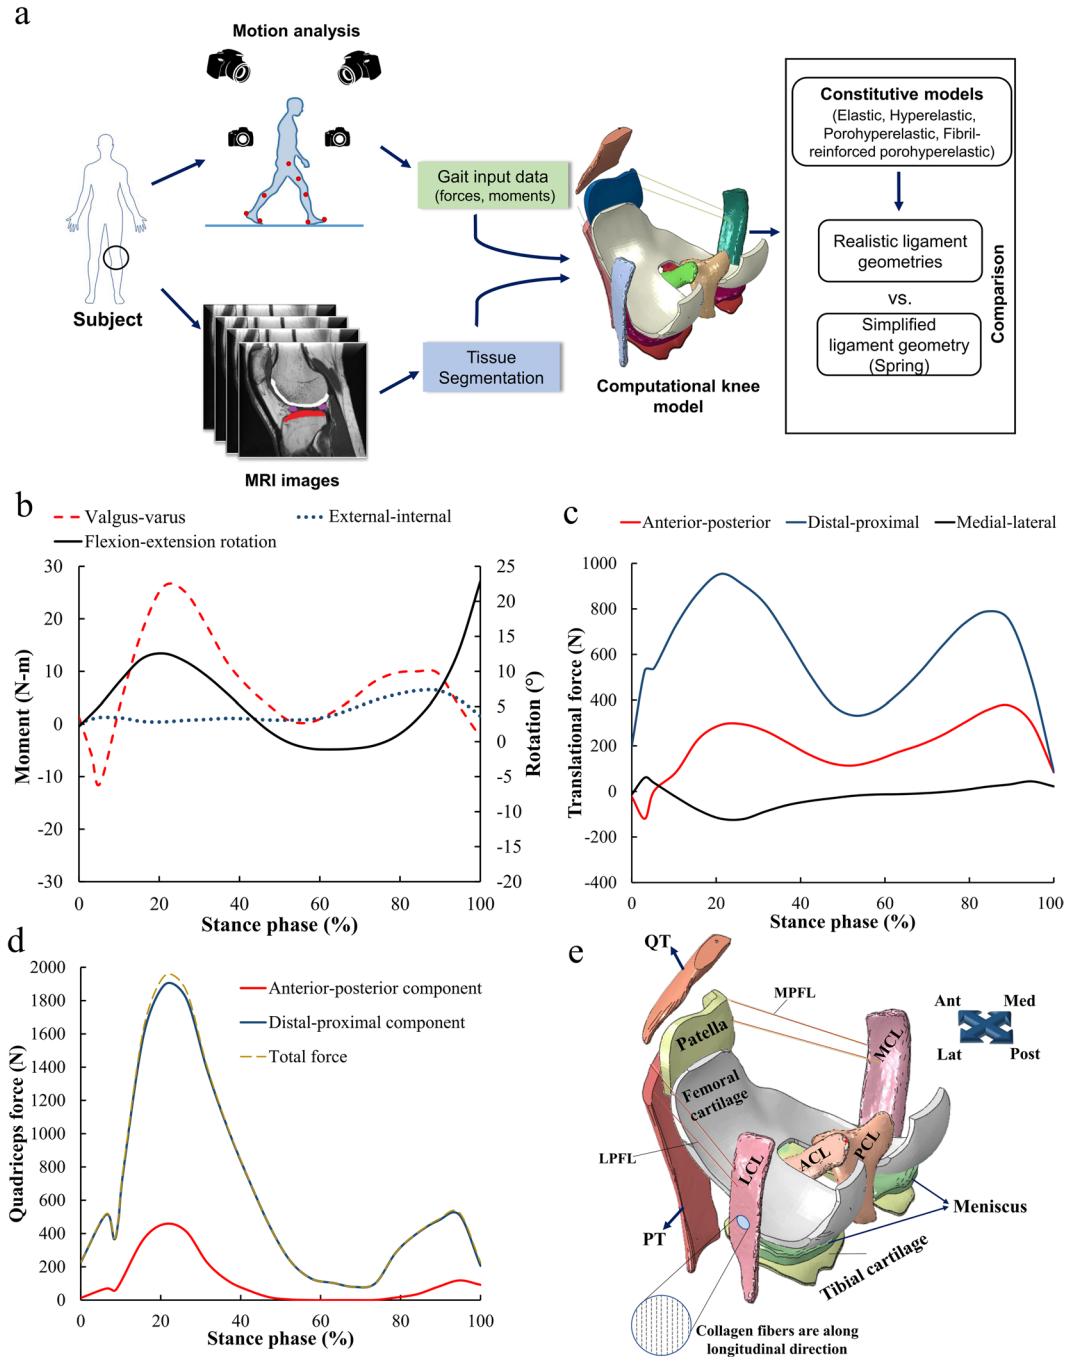 a
Motion analysis
Subject
MRI images
Gait input data
(forces, moments)
Tissue
Segmentation
Computational knee
model
Constitutive models
(Elastic, Hyperelastic,
Porohyperelastic, Fibril-
reinforced porohyperelastic)
Realistic ligament
geometries
vs.
Simplified
ligament geometry
(Spring)
Comparison
b
Valgus-varus
External-internal
Flexion-extension rotation
Moment (N-m)
30
20
10
0
-10
-20
-30
Rotation (°)
25
20
15
10
5
0
-5
-10
-15
-20
0 20 40 60 80 100
Stance phase (%)
c
Anterior-posterior
Distal-proximal
Medial-lateral
Translational force (N)
1000
800
600
400
200
0
-200
-400
0 20 40 60 80 100
Stance phase (%)
d
Anterior-posterior component
Distal-proximal component
Total force
Quadriceps force (N)
2000
1800
1600
1400
1200
1000
800
600
400
200
0
0 20 40 60 80 100
Stance phase (%)
e
QT
MPFL
Patella
MCL
Ant Med
Lat Post
Femoral
cartilage
LPFL
LCL
ACL
PCL
PT
Meniscus
Tibial cartilage
Collagen fibers are along
longitudinal direction